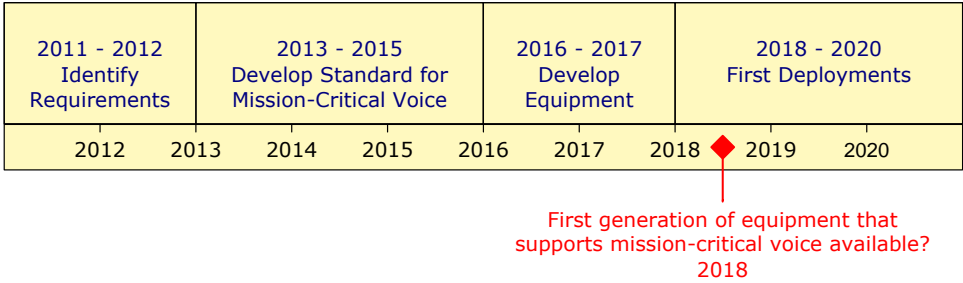 2011 - 2012
Identify
Requirements
2013 - 2015
Develop Standard for
Mission-Critical Voice
2016 - 2017
Develop
Equipment
2018 - 2020
First Deployments
2012 2013 2014 2015 2016 2017 2018 2019 2020
First generation of equipment that
supports mission-critical voice available?
2018